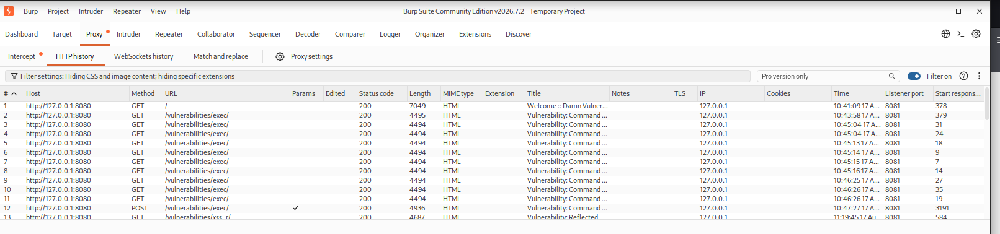 Burp Project Intruder Repeater View Help Burp Suite Community Edition v2026.7.2 - Temporary Project
Dashboard Target Proxy Intruder Repeater Collaborator Sequencer Decoder Comparer Logger Organizer Extensions Discover
Intercept HTTP history WebSockets history Match and replace Proxy settings
Filter settings: Hiding CSS and image content; hiding specific extensions Pro version only Filter on
# Host Method URL Params Edited Status code Length MIME type Extension Title Notes TLS IP Cookies Time Listener port Start respons...
1 http://127.0.0.1:8080 GET / 200 7049 HTML Welcome :: Damn Vulner... 127.0.0.1 10:41:09 17 A... 8081 378
2 http://127.0.0.1:8080 GET /vulnerabilities/exec/ 200 4495 HTML Vulnerability: Command ... 127.0.0.1 10:43:58 17 A... 8081 379
3 http://127.0.0.1:8080 GET /vulnerabilities/exec/ 200 4494 HTML Vulnerability: Command ... 127.0.0.1 10:45:04 17 A... 8081 31
4 http://127.0.0.1:8080 GET /vulnerabilities/exec/ 200 4494 HTML Vulnerability: Command ... 127.0.0.1 10:45:04 17 A... 8081 24
5 http://127.0.0.1:8080 GET /vulnerabilities/exec/ 200 4494 HTML Vulnerability: Command ... 127.0.0.1 10:45:13 17 A... 8081 18
6 http://127.0.0.1:8080 GET /vulnerabilities/exec/ 200 4494 HTML Vulnerability: Command ... 127.0.0.1 10:45:14 17 A... 8081 9
7 http://127.0.0.1:8080 GET /vulnerabilities/exec/ 200 4494 HTML Vulnerability: Command ... 127.0.0.1 10:45:15 17 A... 8081 7
8 http://127.0.0.1:8080 GET /vulnerabilities/exec/ 200 4494 HTML Vulnerability: Command ... 127.0.0.1 10:45:16 17 A... 8081 14
9 http://127.0.0.1:8080 GET /vulnerabilities/exec/ 200 4494 HTML Vulnerability: Command ... 127.0.0.1 10:46:25 17 A... 8081 27
10 http://127.0.0.1:8080 GET /vulnerabilities/exec/ 200 4494 HTML Vulnerability: Command ... 127.0.0.1 10:46:26 17 A... 8081 35
11 http://127.0.0.1:8080 GET /vulnerabilities/exec/ 200 4494 HTML Vulnerability: Command ... 127.0.0.1 10:46:26 17 A... 8081 19
12 http://127.0.0.1:8080 POST /vulnerabilities/exec/ ✓ 200 4936 HTML Vulnerability: Command ... 127.0.0.1 10:47:27 17 A... 8081 3191
13 http://127.0.0.1:8080 GET /vulnerabilities/xss_r/ 200 4687 HTML Vulnerability: Reflected ... 127.0.0.1 11:19:45 17 Au... 8081 584